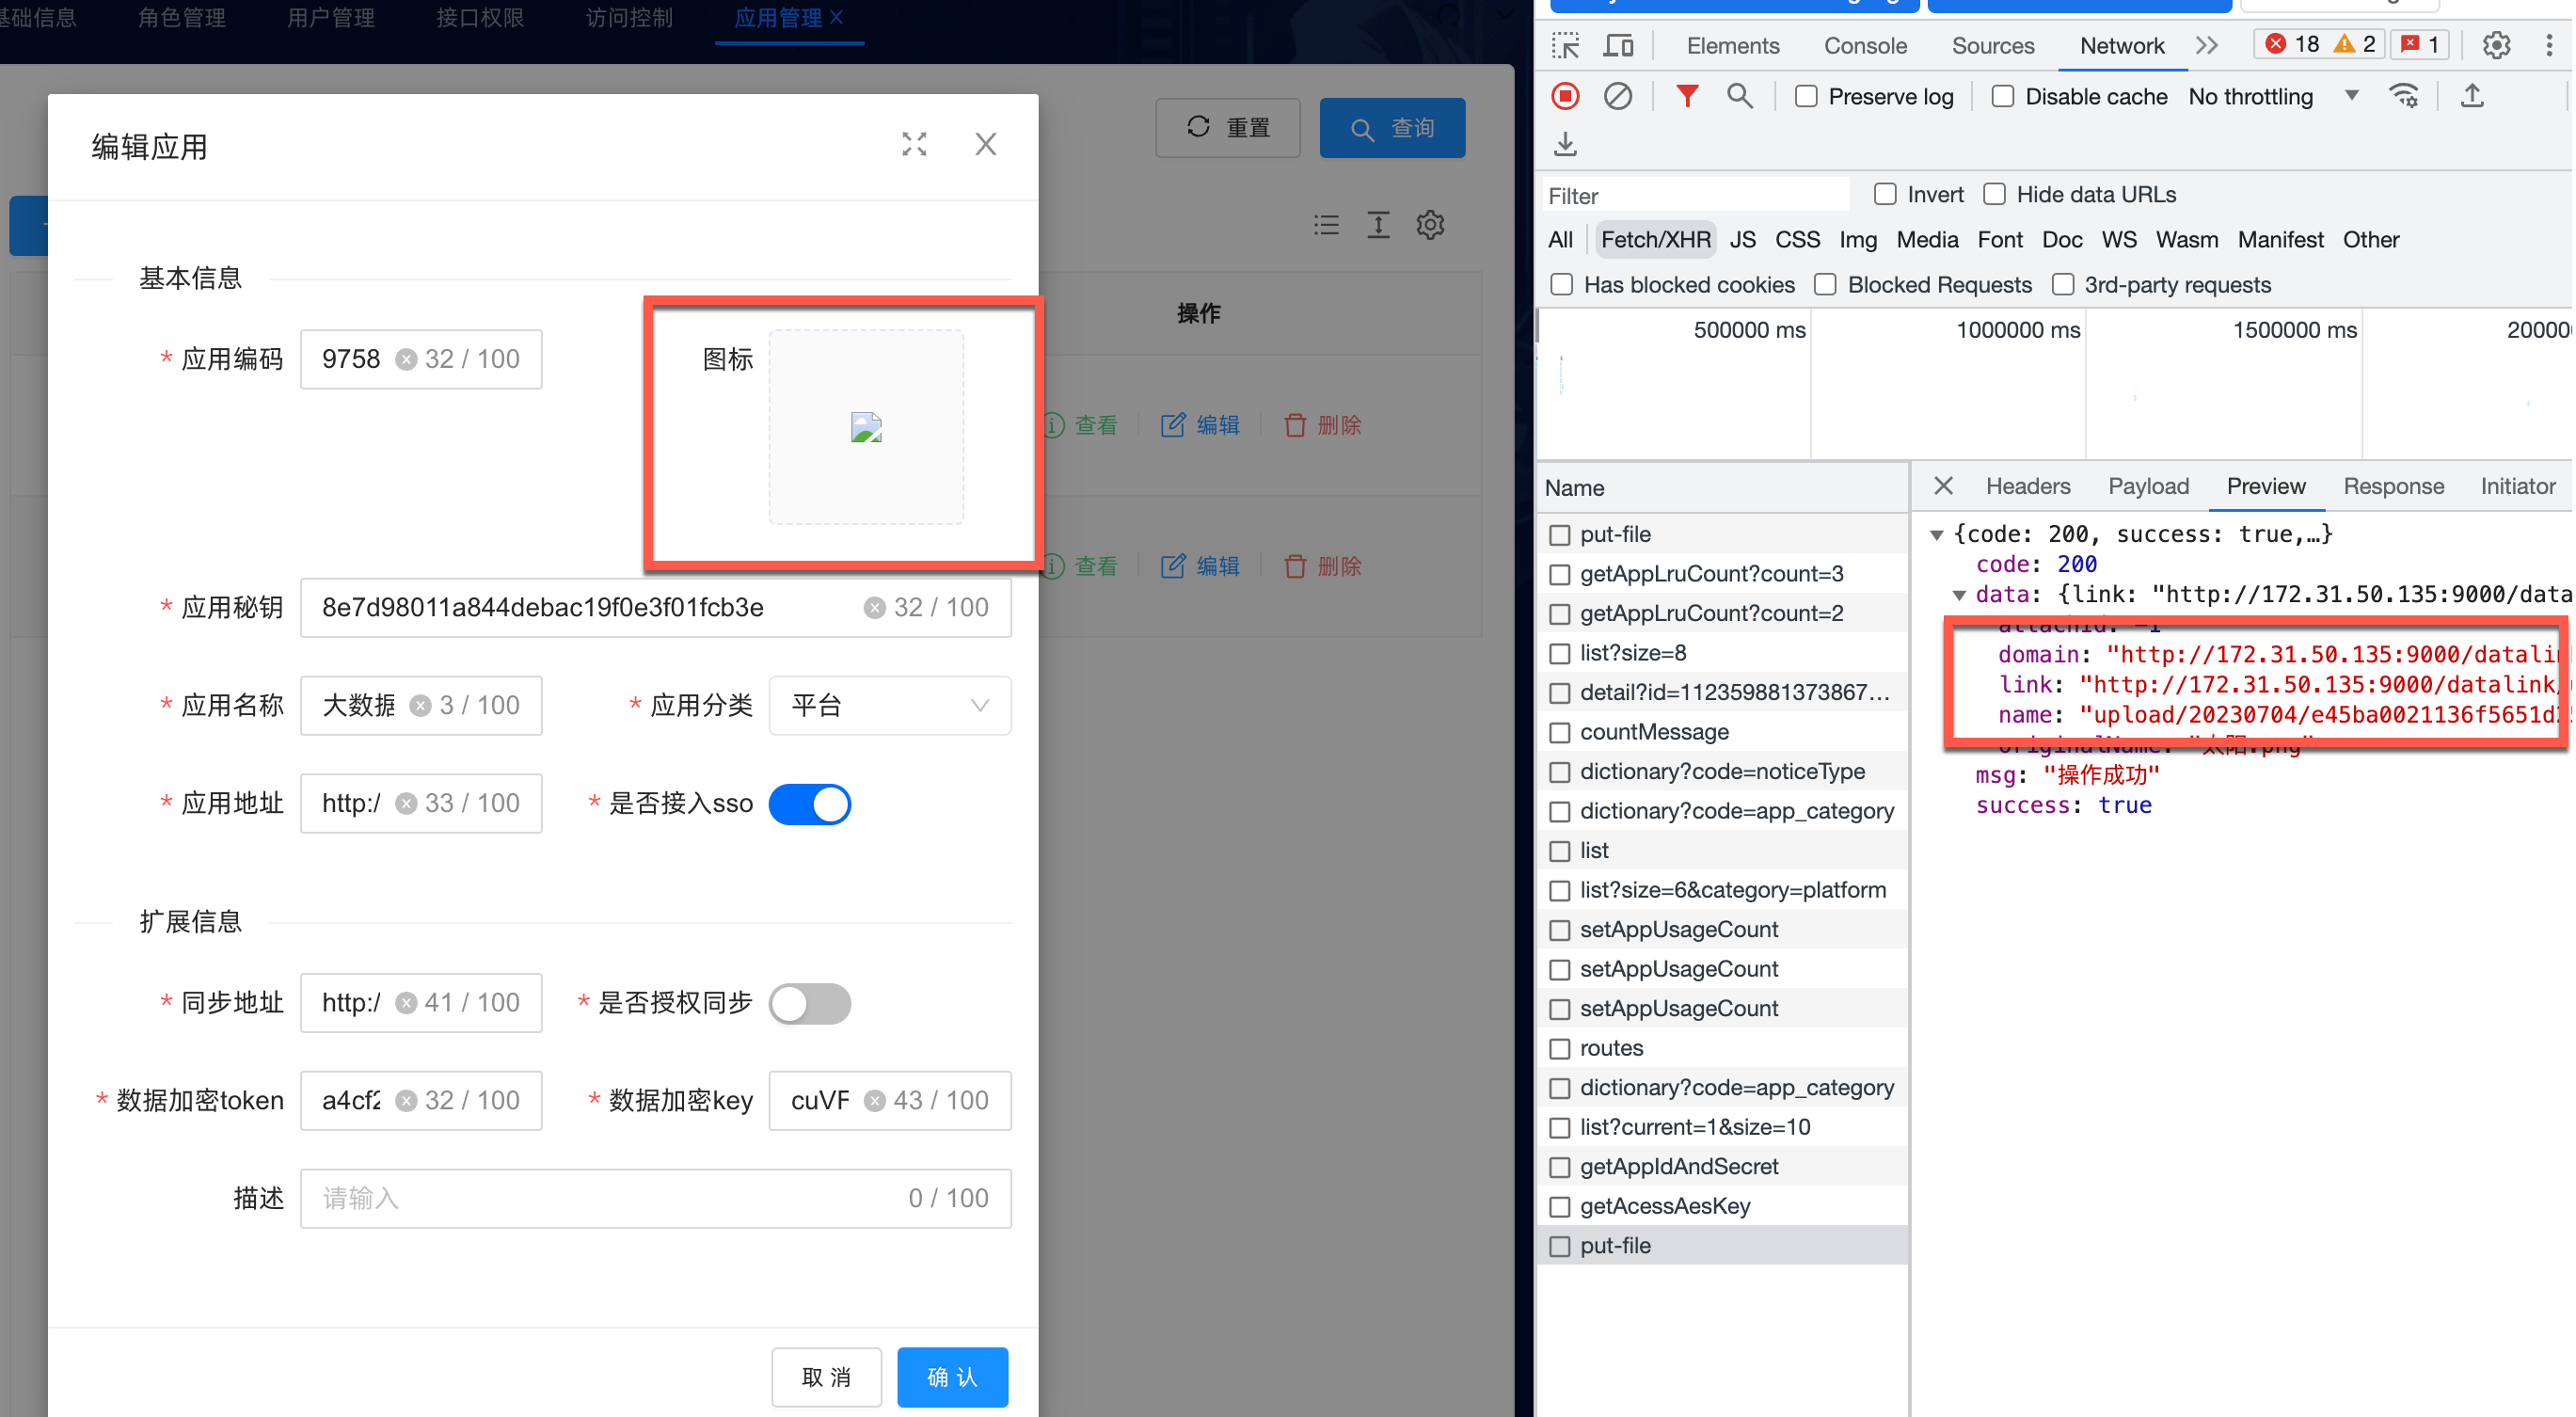 基础信息 角色管理 用户管理 接口权限 访问控制 应用管理 X
重置 查询
编辑应用
基本信息
操作
* 应用编码 9758 32 / 100
图标
查看 编辑 删除
查看 编辑 删除
* 应用秘钥 8e7d98011a844debac19f0e3f01fcb3e 32 / 100
* 应用名称 大数据 3 / 100 * 应用分类 平台
* 应用地址 http:/ 33 / 100 * 是否接入sso
扩展信息
* 同步地址 http:/ 41 / 100 * 是否授权同步
* 数据加密token a4cf2 32 / 100 * 数据加密key cuVF 43 / 100
描述 请输入 0 / 100
取 消 确 认
Elements Console Sources Network 18 2 1
Preserve log Disable cache No throttling
Filter Invert Hide data URLs
All Fetch/XHR JS CSS Img Media Font Doc WS Wasm Manifest Other
Has blocked cookies Blocked Requests 3rd-party requests
500000 ms 1000000 ms 1500000 ms 20000
Name
put-file
getAppLruCount?count=3
getAppLruCount?count=2
list?size=8
detail?id=112359881373867...
countMessage
dictionary?code=noticeType
dictionary?code=app_category
list
list?size=6&category=platform
setAppUsageCount
setAppUsageCount
setAppUsageCount
routes
dictionary?code=app_category
list?current=1&size=10
getAppIdAndSecret
getAcessAesKey
put-file
Headers Payload Preview Response Initiator
{code: 200, success: true,…}
code: 200
data: {link: "http://172.31.50.135:9000/data
attachId: -1
domain: "http://172.31.50.135:9000/datalin
link: "http://172.31.50.135:9000/datalink/
name: "upload/20230704/e45ba0021136f5651d2
originalName: "太阳.png"
msg: "操作成功"
success: true